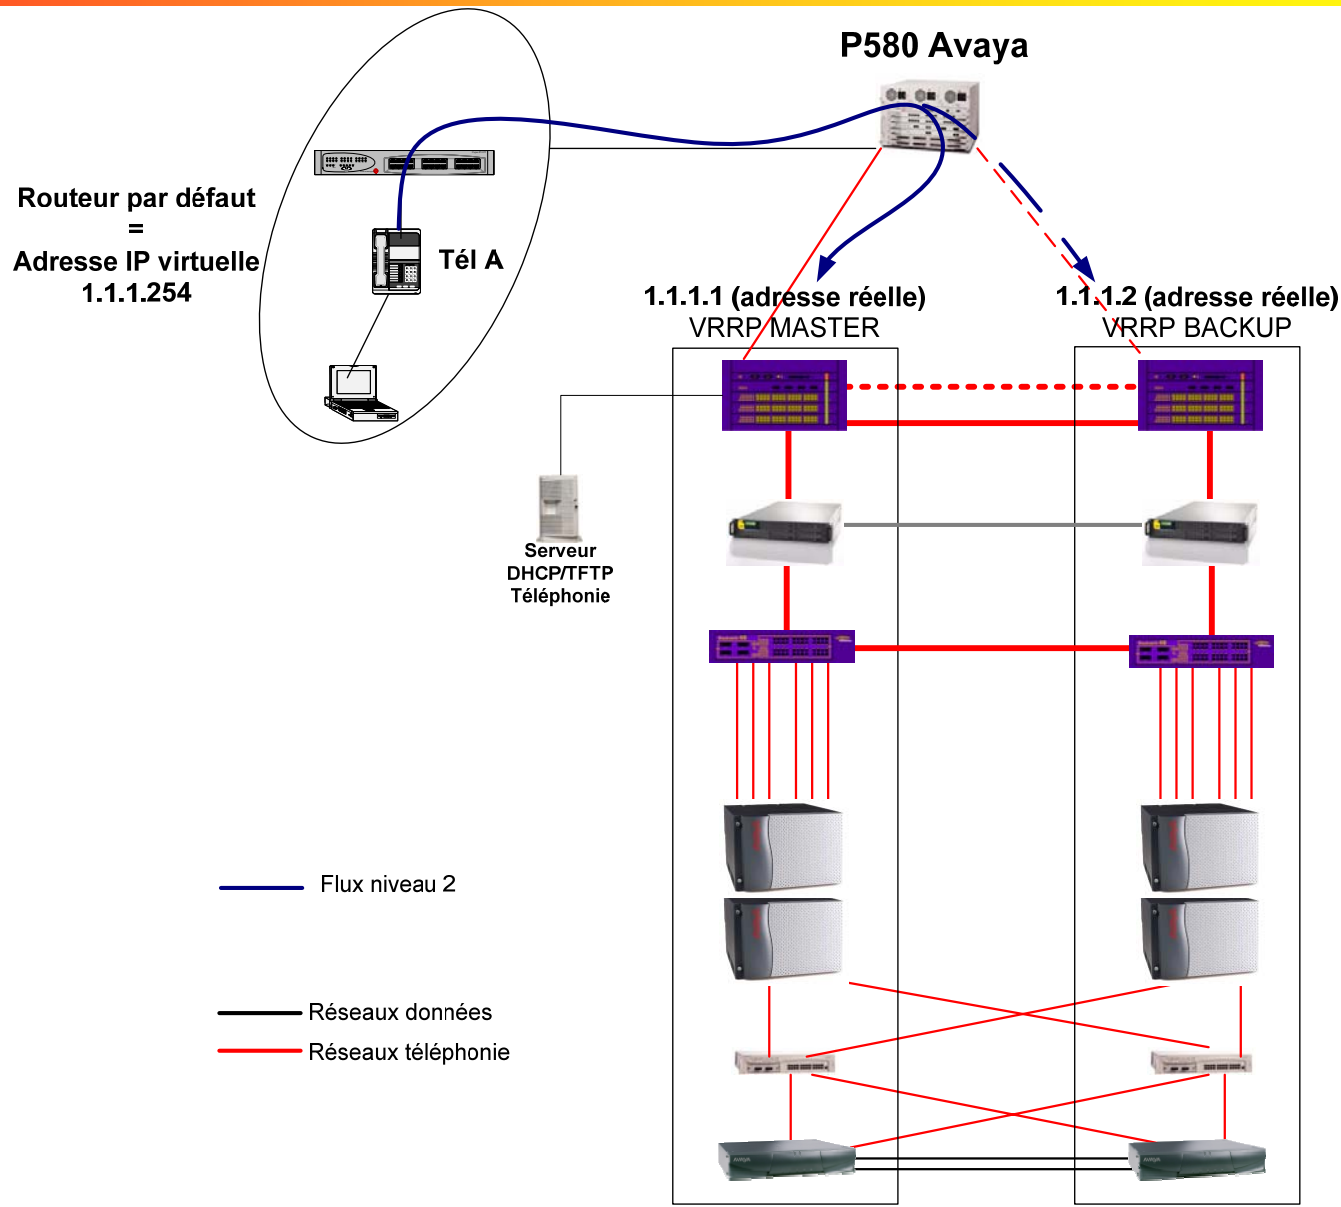 P580 Avaya
Routeur par défaut
=
Adresse IP virtuelle
1.1.1.254
Tél A
1.1.1.1 (adresse réelle)
VRRP MASTER
1.1.1.2 (adresse réelle)
VRRP BACKUP
Serveur
DHCP/TFTP
Téléphonie
Flux niveau 2
Réseaux données
Réseaux téléphonie
AVAYA
AVAYA